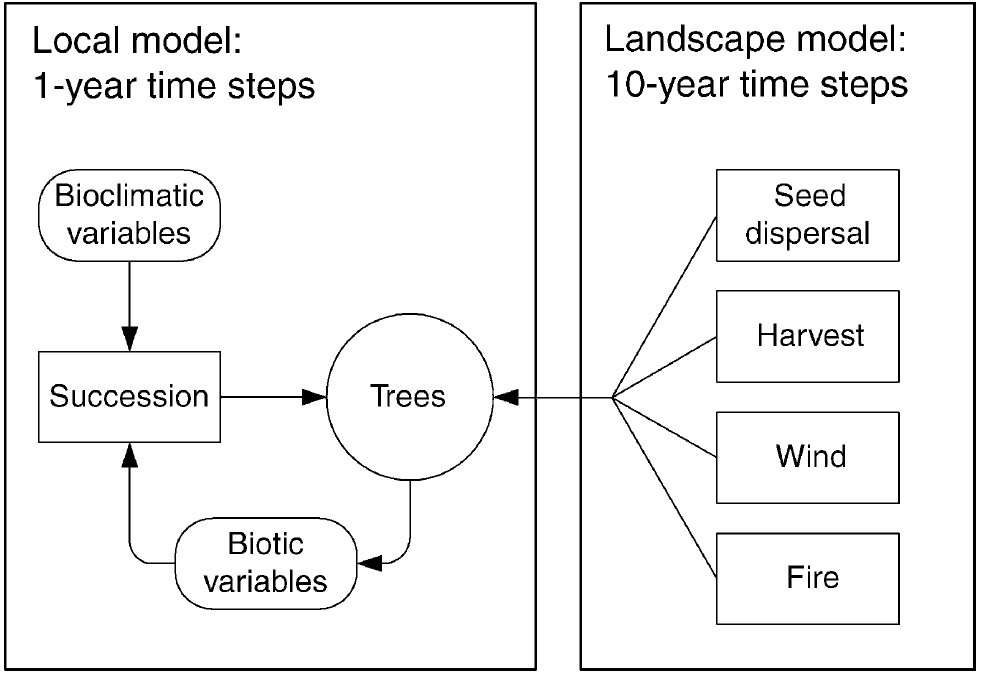 Local model:
1-year time steps
Landscape model:
10-year time steps
Bioclimatic
variables
Succession
Trees
Biotic
variables
Seed
dispersal
Harvest
Wind
Fire